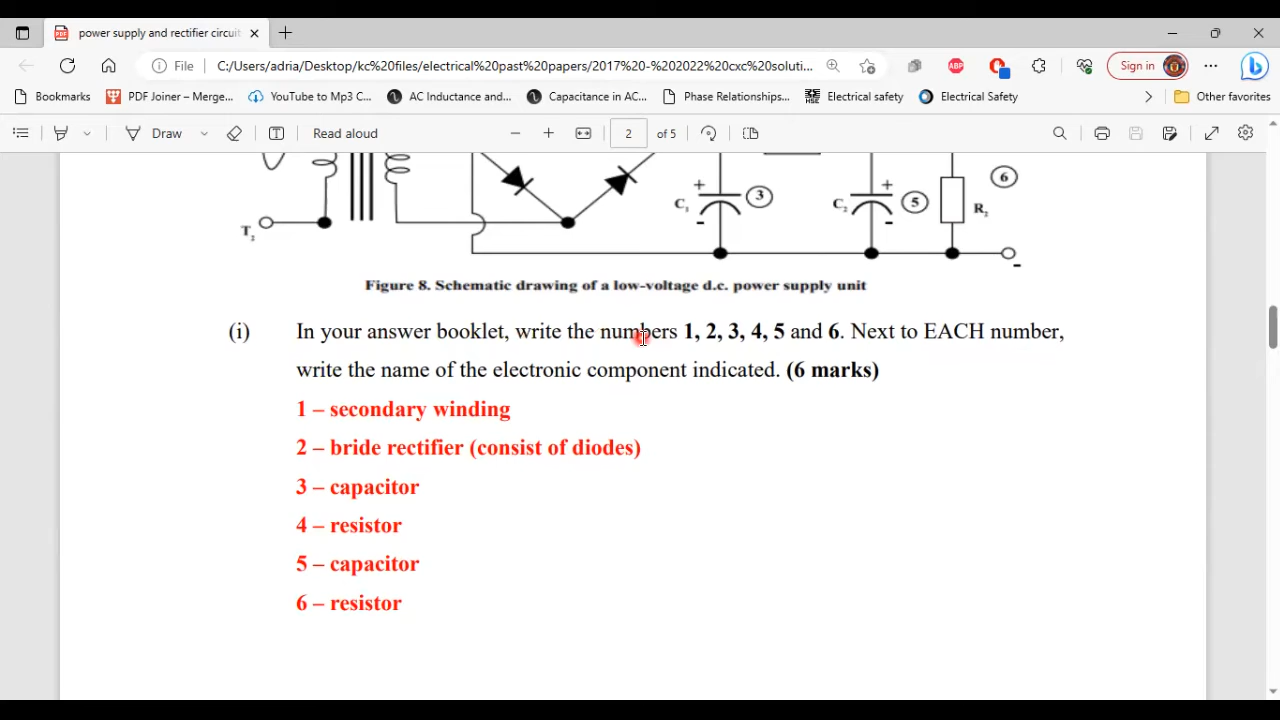 power supply and rectifier circuit
File
C:/Users/adria/Desktop/kc%20files/electrical%20past%20papers/2017%20-%202022%20cxc%20soluti...
Sign in
ABP
Bookmarks
PDF Joiner – Merge...
YouTube to Mp3 C...
AC Inductance and...
Capacitance in AC...
Phase Relationships...
Electrical safety
Electrical Safety
Other favorites
Draw
Read aloud
2
of 5
T₂
C₁
+
-
3
C₂
+
-
5
R₂
6
-
Figure 8. Schematic drawing of a low-voltage d.c. power supply unit
(i) In your answer booklet, write the numbers 1, 2, 3, 4, 5 and 6. Next to EACH number,
write the name of the electronic component indicated. (6 marks)
1 – secondary winding
2 – bride rectifier (consist of diodes)
3 – capacitor
4 – resistor
5 – capacitor
6 – resistor